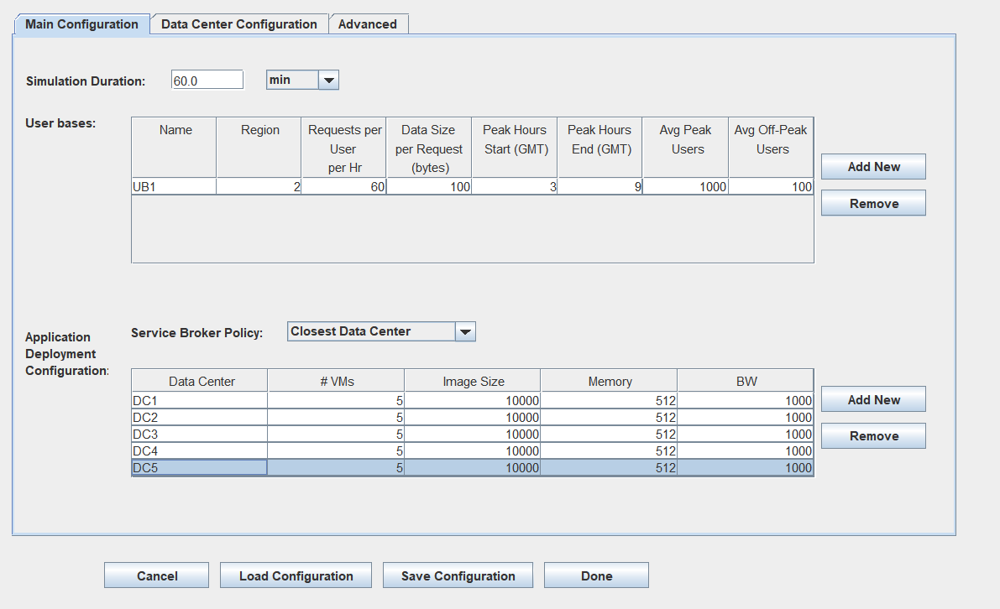 Main Configuration Data Center Configuration Advanced
Simulation Duration: 60.0 min
User bases:
Name Region Requests per User per Hr Data Size per Request (bytes) Peak Hours Start (GMT) Peak Hours End (GMT) Avg Peak Users Avg Off-Peak Users
UB1 2 60 100 3 9 1000 100
Add New
Remove
Application
Deployment
Configuration:
Service Broker Policy: Closest Data Center
Data Center # VMs Image Size Memory BW
DC1 5 10000 512 1000
DC2 5 10000 512 1000
DC3 5 10000 512 1000
DC4 5 10000 512 1000
DC5 5 10000 512 1000
Add New
Remove
Cancel Load Configuration Save Configuration Done